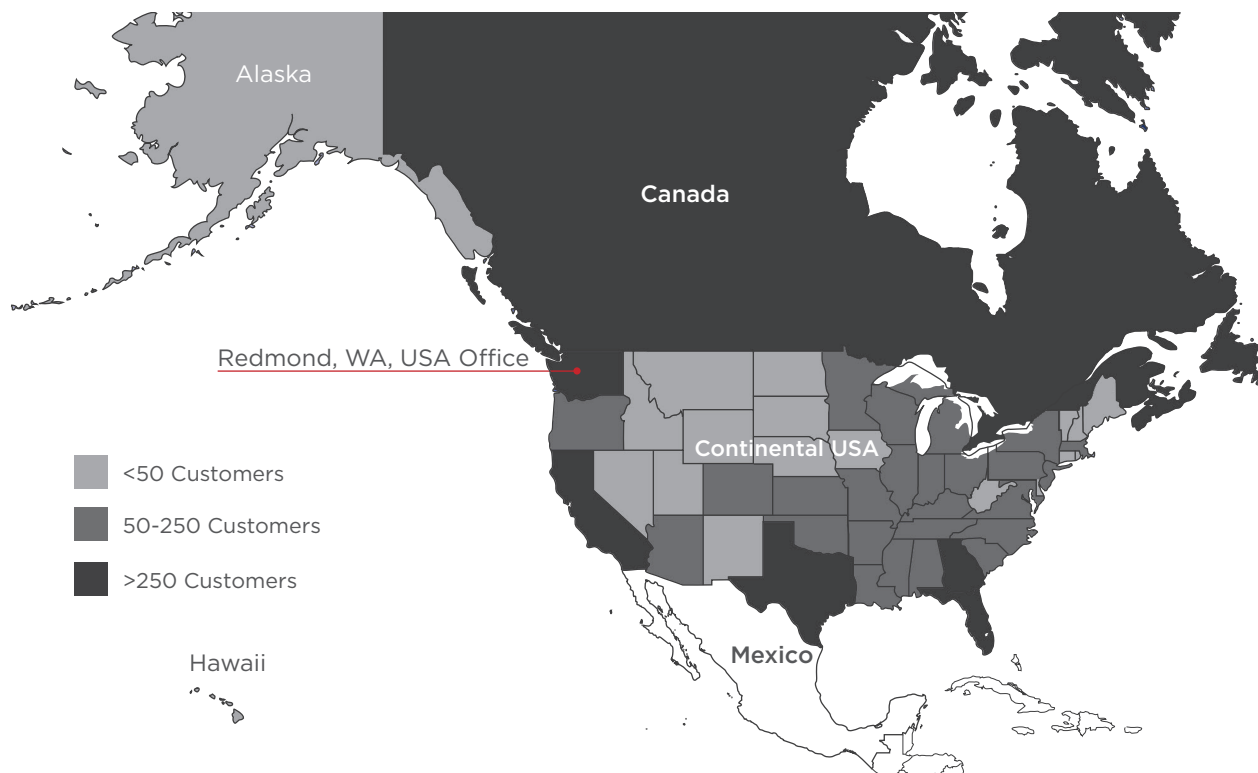 Alaska
Canada
Redmond, WA, USA Office
Continental USA
<50 Customers
50-250 Customers
>250 Customers
Mexico
Hawaii